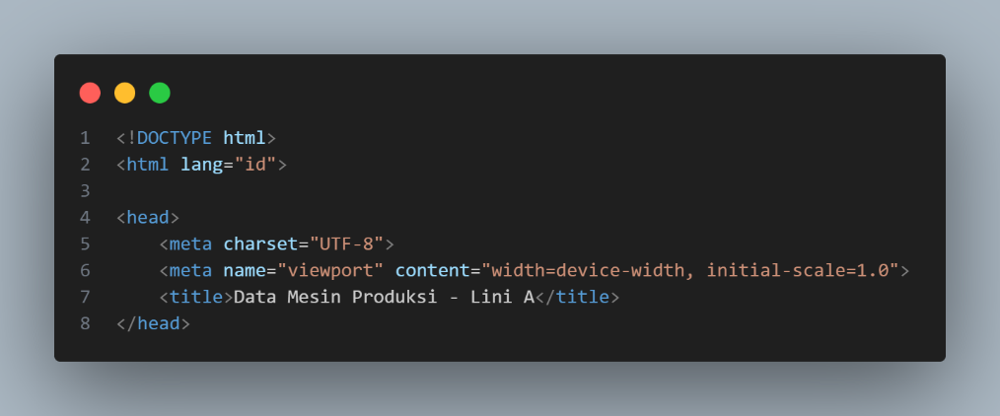 1 <!DOCTYPE html>
2 <html lang="id">
3
4 <head>
5     <meta charset="UTF-8">
6     <meta name="viewport" content="width=device-width, initial-scale=1.0">
7     <title>Data Mesin Produksi - Lini A</title>
8 </head>